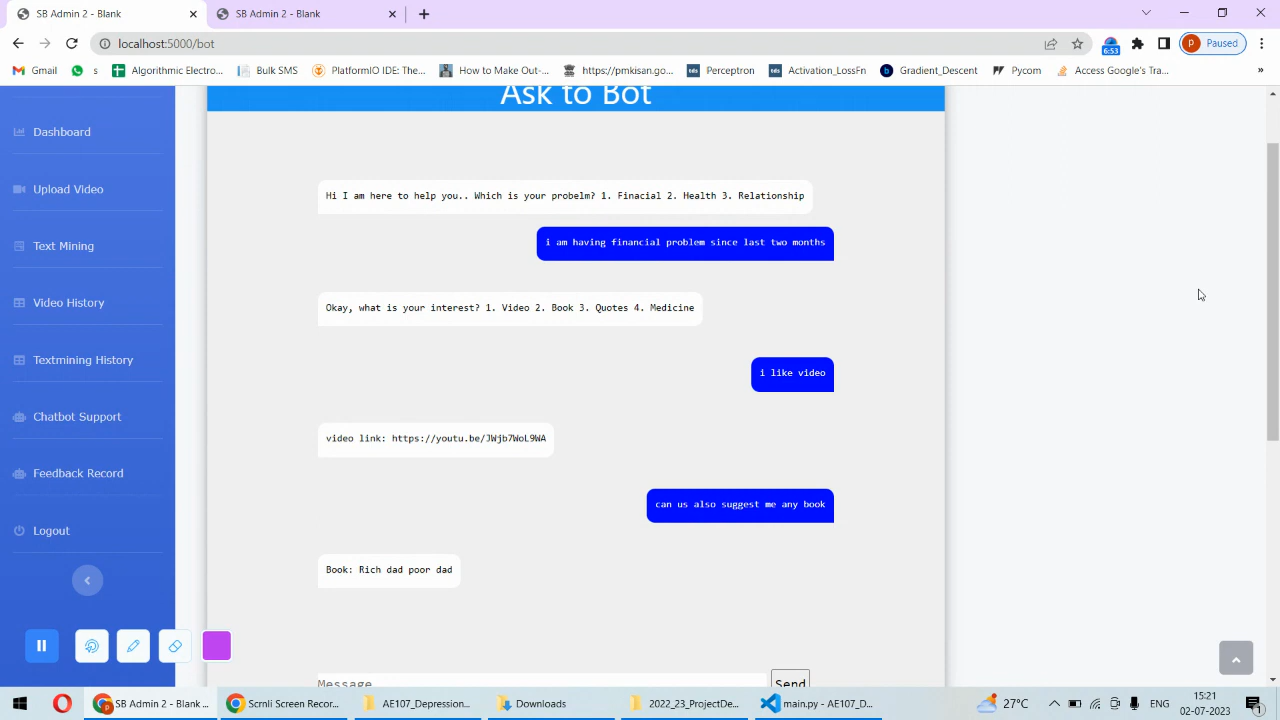 SB Admin 2 - Blank
SB Admin 2 - Blank
localhost:5000/bot
6:53
P Paused
Gmail
s
Algorithmic Electro...
Bulk SMS
PlatformIO IDE: The...
How to Make Out-...
https://pmkisan.go...
tds Perceptron
tds Activation_LossFn
b Gradient_Descent
Pycom
Access Google's Tra...
»
Dashboard
Upload Video
Text Mining
Video History
Textmining History
Chatbot Support
Feedback Record
Logout
Ask to Bot
Hi I am here to help you.. Which is your probelm? 1. Finacial 2. Health 3. Relationship
i am having financial problem since last two months
Okay, what is your interest? 1. Video 2. Book 3. Quotes 4. Medicine
i like video
video link: https://youtu.be/JWjb7WoL9WA
can us also suggest me any book
Book: Rich dad poor dad
Message
Send
SB Admin 2 - Blank...
Scrnli Screen Recor...
AE107_Depression...
Downloads
2022_23_ProjectDe...
main.py - AE107_D...
27°C
ENG
15:21
02-07-2023
1